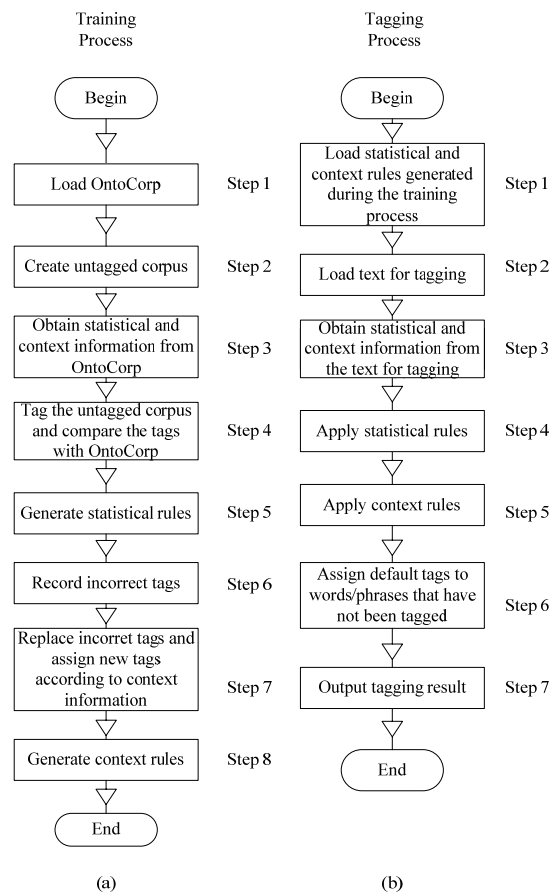 Training
Process
Begin
Load OntoCorp
Step 1
Create untagged corpus
Step 2
Obtain statistical and
context information from
OntoCorp
Step 3
Tag the untagged corpus
and compare the tags
with OntoCorp
Step 4
Generate statistical rules
Step 5
Record incorrect tags
Step 6
Replace incorret tags and
assign new tags
according to context
information
Step 7
Generate context rules
Step 8
End
(a)
Tagging
Process
Begin
Load statistical and
context rules generated
during the training
process
Step 1
Load text for tagging
Step 2
Obtain statistical and
context information from
the text for tagging
Step 3
Apply statistical rules
Step 4
Apply context rules
Step 5
Assign default tags to
words/phrases that have
not been tagged
Step 6
Output tagging result
Step 7
End
(b)